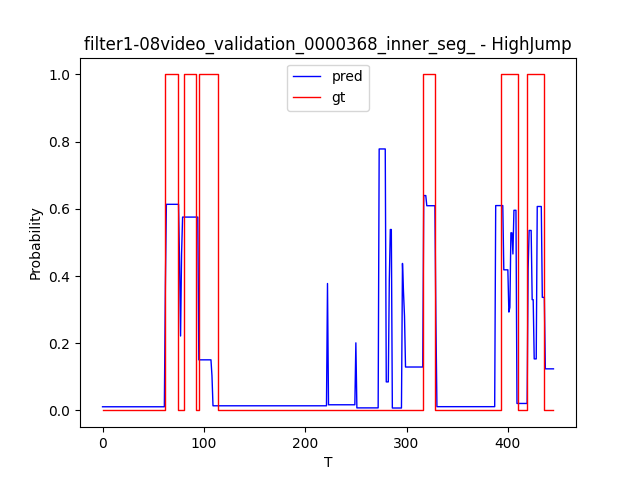 filter1-08video_validation_0000368_inner_seg_ - HighJump
pred
gt
1.0
0.8
0.6
0.4
0.2
0.0
Probability
0
100
200
300
400
T